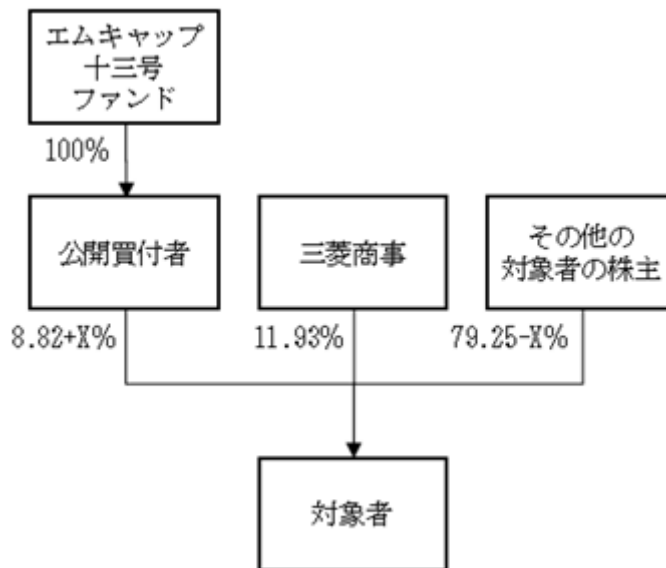 エムキャップ
十三号
ファンド
100%
公開買付者
三菱商事
その他の
対象者の株主
8.82+X%
11.93%
79.25-X%
対象者